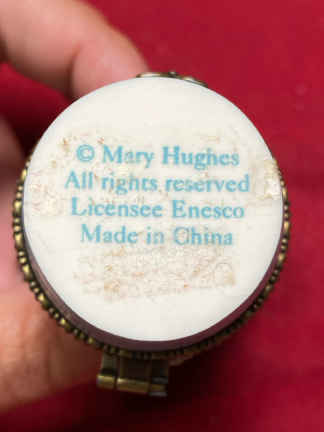 © Mary Hughes
All rights reserved
Licensee Enesco
Made in China